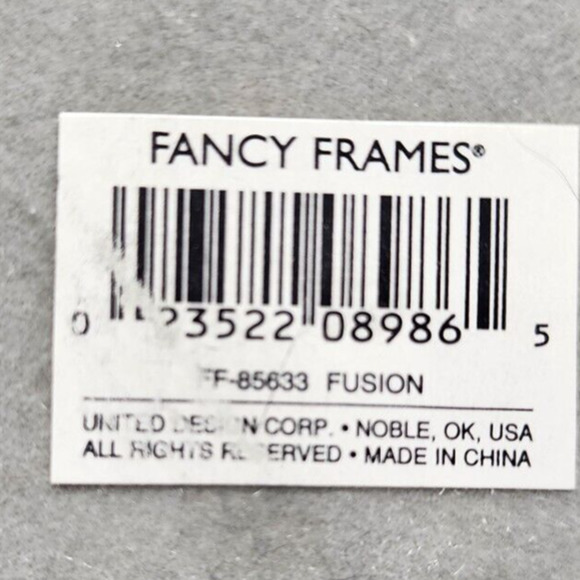 FANCY FRAMES®
0 23522 08986 5
FF-85633 FUSION
UNITED DESIGN CORP. • NOBLE, OK, USA
ALL RIGHTS RESERVED • MADE IN CHINA